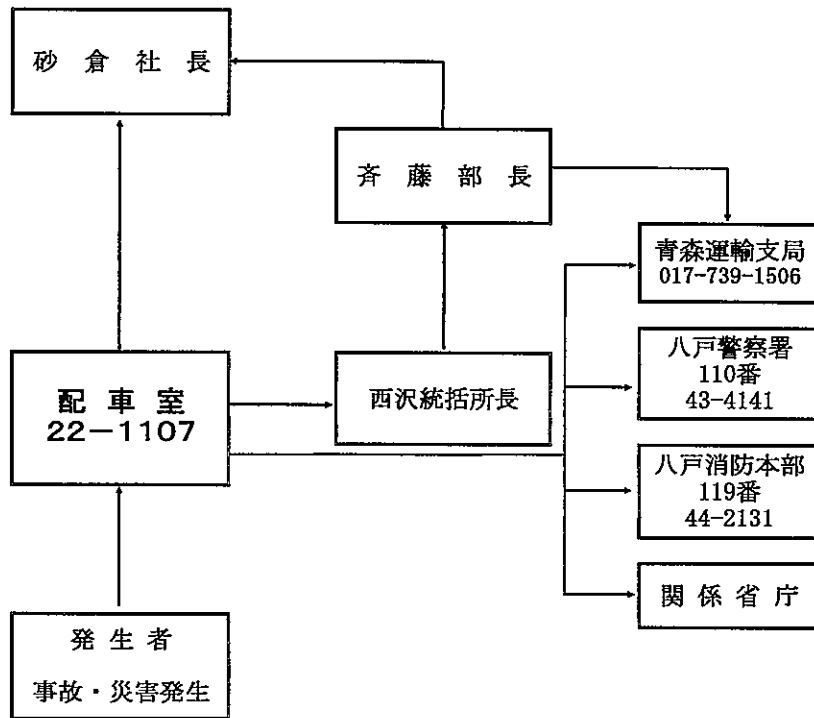 砂倉社長
斉藤部長
青森運輸支局
017-739-1506
配車室
22-1107
西沢統括所長
八戸警察署
110番
43-4141
八戸消防本部
119番
44-2131
関係省庁
発生者
事故・災害発生